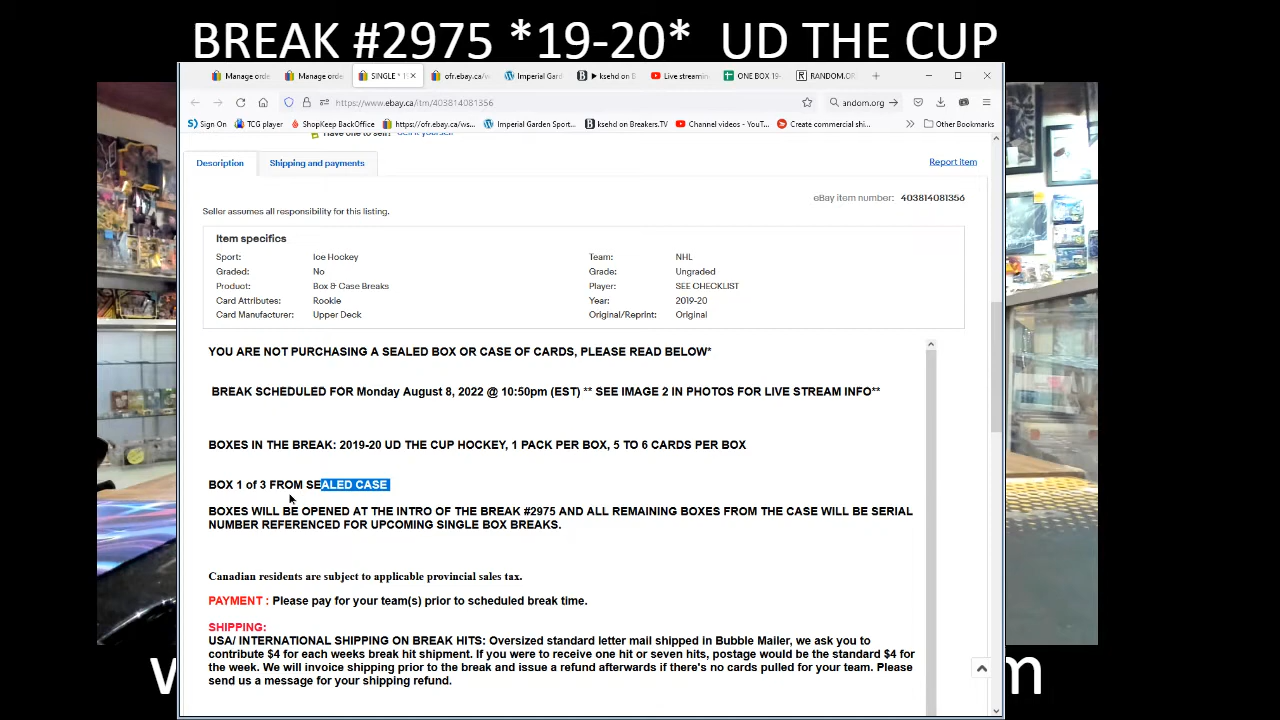 BREAK #2975 *19-20* UD THE CUP
Manage orde
Manage orde
SINGLE * 1
ofr.ebay.ca/w
Imperial Gard
ksehd on B
Live streamin
ONE BOX 19-
RANDOM.OR
https://www.ebay.ca/itm/403814081356
andom.org
Sign On
TCG player
ShopKeep BackOffice
https://ofr.ebay.ca/ws...
Imperial Garden Sport...
ksehd on Breakers.TV
Channel videos - YouT...
Create commercial shi...
Other Bookmarks
Have one to sell? Sell it yourself
Description
Shipping and payments
Report item
eBay item number: 403814081356
Seller assumes all responsibility for this listing.
Item specifics
Sport: Ice Hockey Team: NHL
Graded: No Grade: Ungraded
Product: Box & Case Breaks Player: SEE CHECKLIST
Card Attributes: Rookie Year: 2019-20
Card Manufacturer: Upper Deck Original/Reprint: Original
YOU ARE NOT PURCHASING A SEALED BOX OR CASE OF CARDS, PLEASE READ BELOW*
BREAK SCHEDULED FOR Monday August 8, 2022 @ 10:50pm (EST) ** SEE IMAGE 2 IN PHOTOS FOR LIVE STREAM INFO**
BOXES IN THE BREAK: 2019-20 UD THE CUP HOCKEY, 1 PACK PER BOX, 5 TO 6 CARDS PER BOX
BOX 1 of 3 FROM SEALED CASE
BOXES WILL BE OPENED AT THE INTRO OF THE BREAK #2975 AND ALL REMAINING BOXES FROM THE CASE WILL BE SERIAL
NUMBER REFERENCED FOR UPCOMING SINGLE BOX BREAKS.
Canadian residents are subject to applicable provincial sales tax.
PAYMENT : Please pay for your team(s) prior to scheduled break time.
SHIPPING:
USA/ INTERNATIONAL SHIPPING ON BREAK HITS: Oversized standard letter mail shipped in Bubble Mailer, we ask you to
contribute $4 for each weeks break hit shipment. If you were to receive one hit or seven hits, postage would be the standard $4 for
the week. We will invoice shipping prior to the break and issue a refund afterwards if there's no cards pulled for your team. Please
send us a message for your shipping refund.